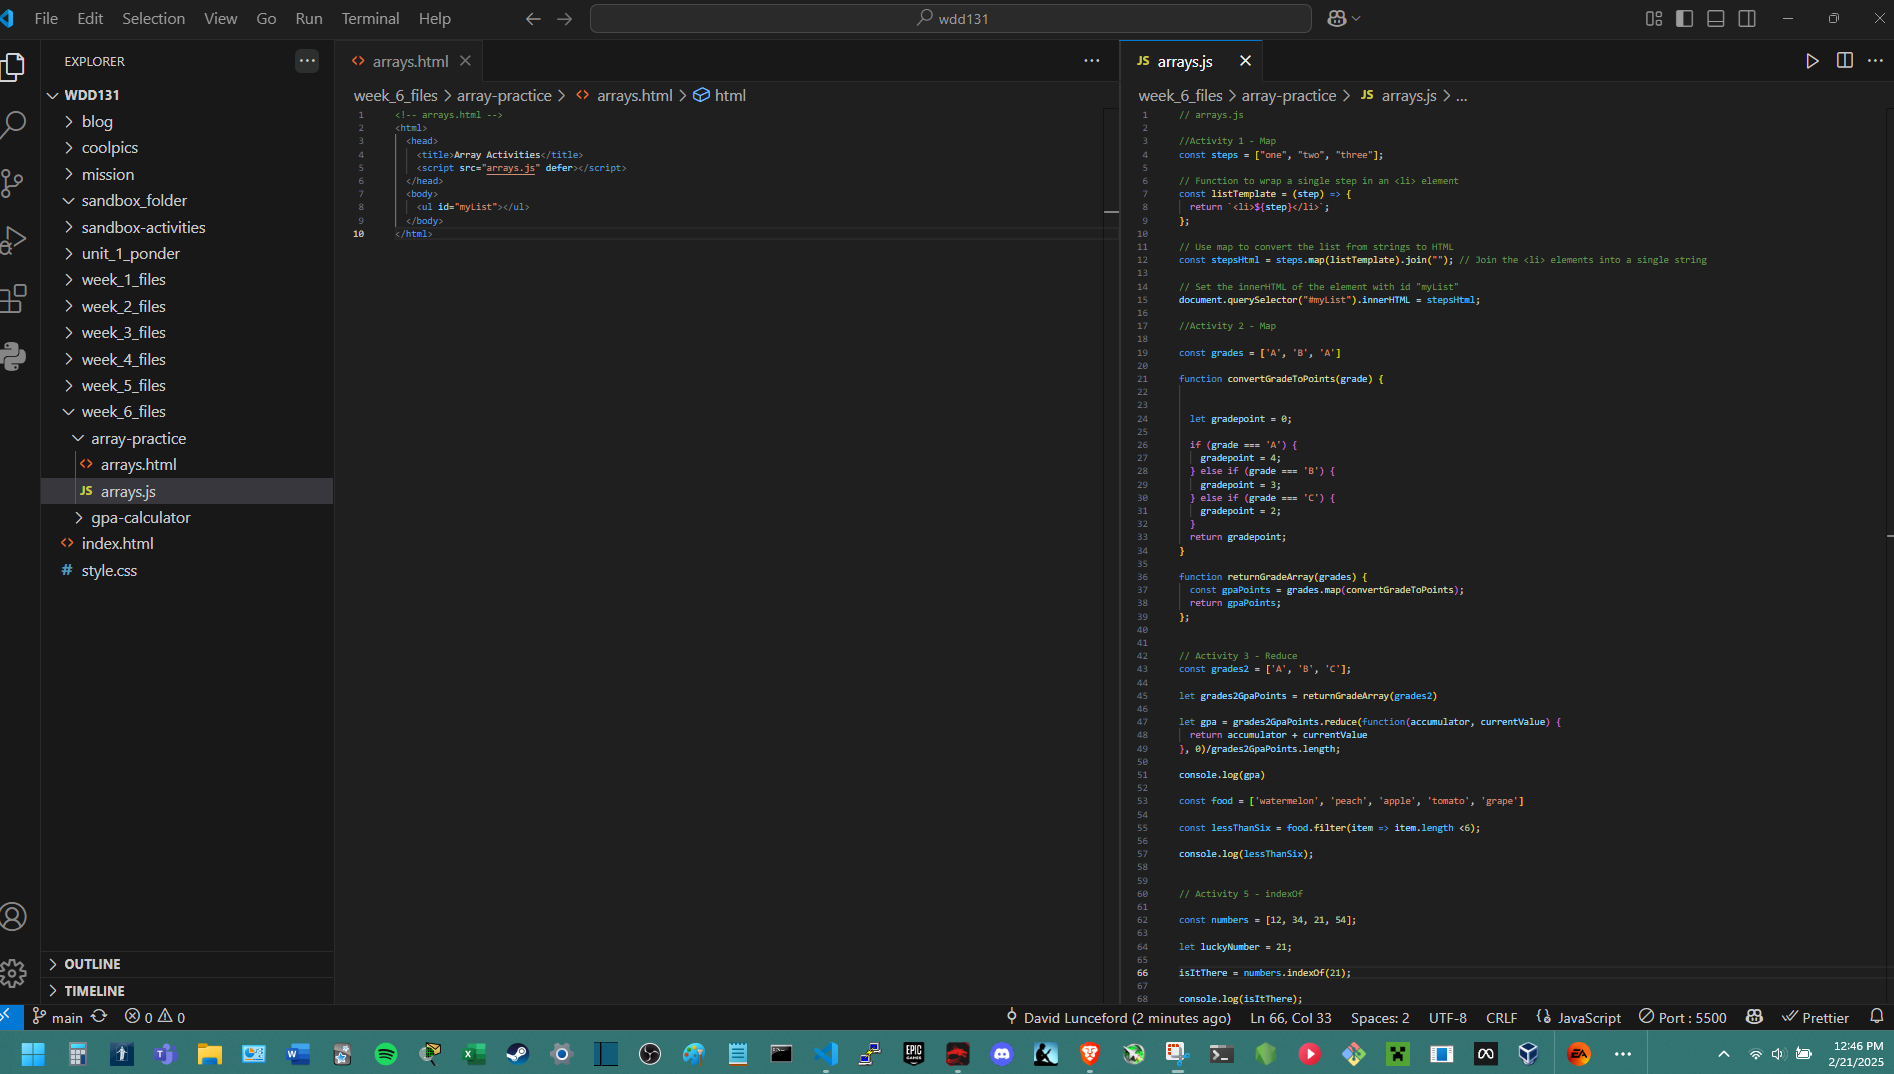 File Edit Selection View Go Run Terminal Help
wdd131
EXPLORER
WDD131
blog
coolpics
mission
sandbox_folder
sandbox-activities
unit_1_ponder
week_1_files
week_2_files
week_3_files
week_4_files
week_5_files
week_6_files
array-practice
arrays.html
JS arrays.js
gpa-calculator
index.html
# style.css
OUTLINE
TIMELINE
arrays.html
week_6_files > array-practice > arrays.html > html
1 <!-- arrays.html -->
2 <html>
3 <head>
4 <title>Array Activities</title>
5 <script src="arrays.js" defer></script>
6 </head>
7 <body>
8 <ul id="myList"></ul>
9 </body>
10 </html>
JS arrays.js
week_6_files > array-practice > JS arrays.js > ...
1 // arrays.js
2
3 //Activity 1 - Map
4 const steps = ["one", "two", "three"];
5
6 // Function to wrap a single step in an <li> element
7 const listTemplate = (step) => {
8 return `<li>${step}</li>`;
9 };
10
11 // Use map to convert the list from strings to HTML
12 const stepsHtml = steps.map(listTemplate).join(""); // Join the <li> elements into a single string
13
14 // Set the innerHTML of the element with id "myList"
15 document.querySelector("#myList").innerHTML = stepsHtml;
16
17 //Activity 2 - Map
18
19 const grades = ['A', 'B', 'A']
20
21 function convertGradeToPoints(grade) {
22
23
24 let gradepoint = 0;
25
26 if (grade === 'A') {
27 gradepoint = 4;
28 } else if (grade === 'B') {
29 gradepoint = 3;
30 } else if (grade === 'C') {
31 gradepoint = 2;
32 }
33 return gradepoint;
34 }
35
36 function returnGradeArray(grades) {
37 const gpaPoints = grades.map(convertGradeToPoints);
38 return gpaPoints;
39 };
40
41
42 // Activity 3 - Reduce
43 const grades2 = ['A', 'B', 'C'];
44
45 let grades2GpaPoints = returnGradeArray(grades2)
46
47 let gpa = grades2GpaPoints.reduce(function(accumulator, currentValue) {
48 return accumulator + currentValue
49 }, 0)/grades2GpaPoints.length;
50
51 console.log(gpa)
52
53 const food = ['watermelon', 'peach', 'apple', 'tomato', 'grape']
54
55 const lessThanSix = food.filter(item => item.length <6);
56
57 console.log(lessThanSix);
58
59
60 // Activity 5 - indexOf
61
62 const numbers = [12, 34, 21, 54];
63
64 let luckyNumber = 21;
65
66 isItThere = numbers.indexOf(21);
67
68 console.log(isItThere);
main 0 0 David Lunceford (2 minutes ago) Ln 66, Col 33 Spaces: 2 UTF-8 CRLF JavaScript Port : 5500 Prettier
EPIC GAMES
EA
12:46 PM
2/21/2025